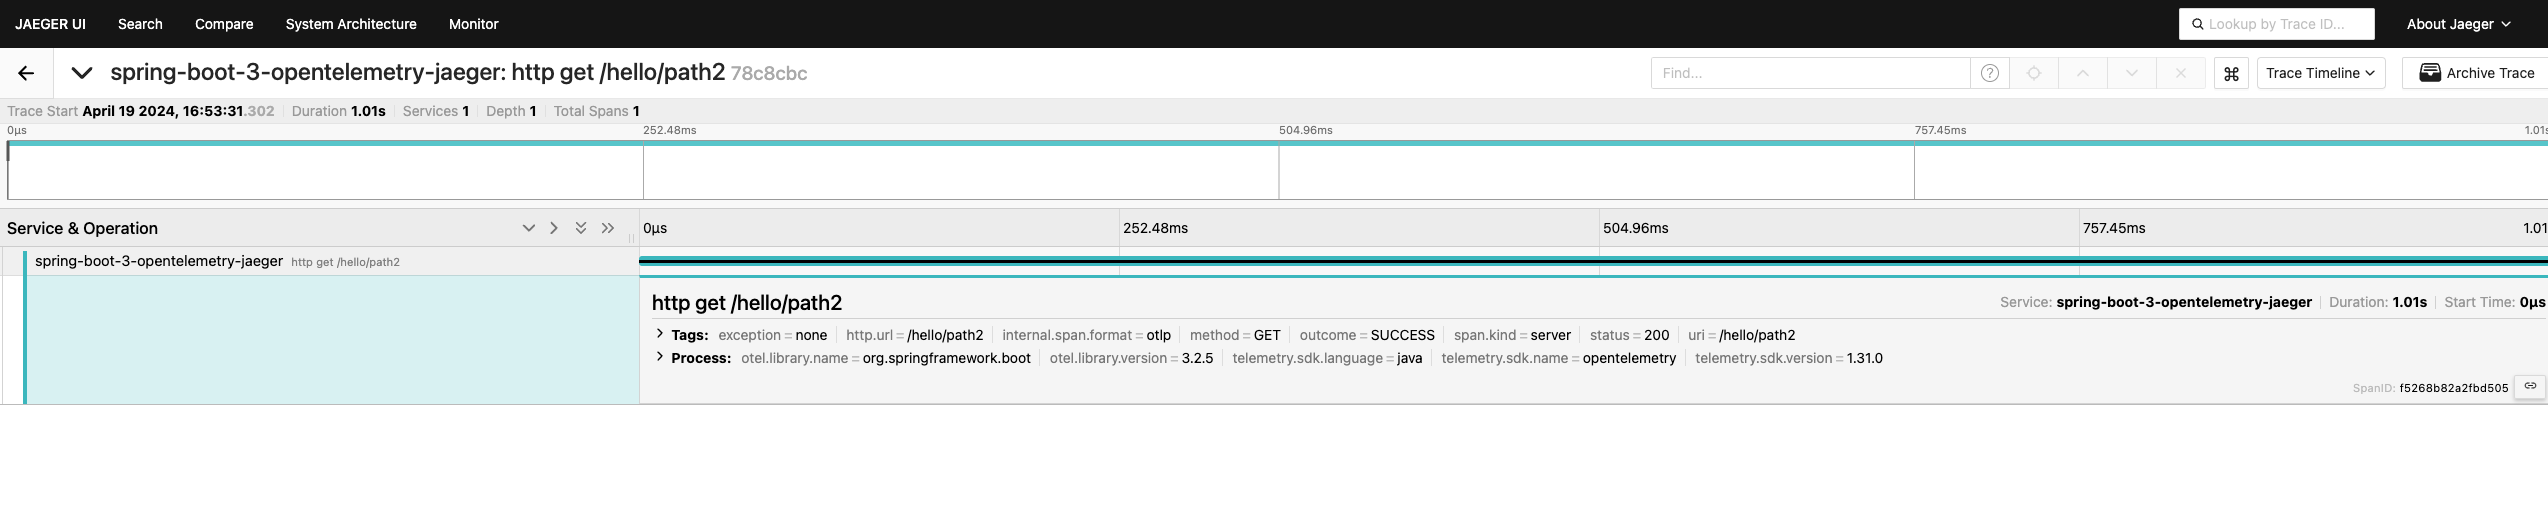 JAEGER UI Search Compare System Architecture Monitor Lookup by Trace ID... About Jaeger
spring-boot-3-opentelemetry-jaeger: http get /hello/path2 78c8cbc Find... ? ⌘ Trace Timeline Archive Trace
Trace Start April 19 2024, 16:53:31.302 Duration 1.01s Services 1 Depth 1 Total Spans 1
0μs 252.48ms 504.96ms 757.45ms 1.01s
Service & Operation 0μs 252.48ms 504.96ms 757.45ms 1.01
spring-boot-3-opentelemetry-jaeger http get /hello/path2
http get /hello/path2 Service: spring-boot-3-opentelemetry-jaeger Duration: 1.01s Start Time: 0μs
Tags: exception = none http.url = /hello/path2 internal.span.format = otlp method = GET outcome = SUCCESS span.kind = server status = 200 uri = /hello/path2
Process: otel.library.name = org.springframework.boot otel.library.version = 3.2.5 telemetry.sdk.language = java telemetry.sdk.name = opentelemetry telemetry.sdk.version = 1.31.0
SpanID: f5268b82a2fbd505